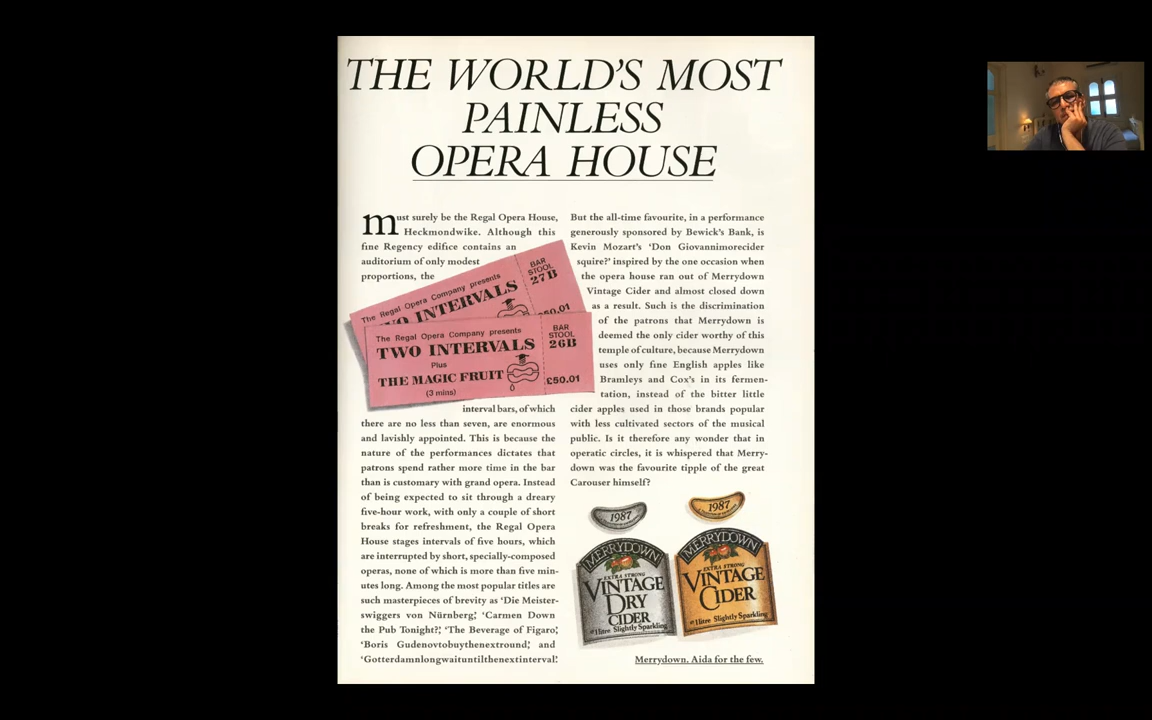 THE WORLD'S MOST
PAINLESS
OPERA HOUSE
must surely be the Regal Opera House,
Heckmondwike. Although this
fine Regency edifice contains an
auditorium of only modest
proportions, the
The Regal Opera Company presents
TWO INTERVALS
BAR
STOOL
27B
£60.01
The Regal Opera Company presents
TWO INTERVALS
Plus
THE MAGIC FRUIT
(3 mins)
BAR
STOOL
26B
£50.01
interval bars, of which
there are no less than seven, are enormous
and lavishly appointed. This is because the
nature of the performances dictates that
patrons spend rather more time in the bar
than is customary with grand opera. Instead
of being expected to sit through a dreary
five-hour work, with only a couple of short
breaks for refreshment, the Regal Opera
House stages intervals of five hours, which
are interrupted by short, specially-composed
operas, none of which is more than five min-
utes long. Among the most popular titles are
such masterpieces of brevity as 'Die Meister-
swiggers von Nürnberg,' 'Carmen Down
the Pub Tonight?,' 'The Beverage of Figaro,'
'Boris Gudenovtobuythenextround,' and
'Gotterdamnlongwaituntilthenextinterval.'
But the all-time favourite, in a performance
generously sponsored by Bewick's Bank, is
Kevin Mozart's 'Don Giovannimorecider
squire?' inspired by the one occasion when
the opera house ran out of Merrydown
Vintage Cider and almost closed down
as a result. Such is the discrimination
of the patrons that Merrydown is
deemed the only cider worthy of this
temple of culture, because Merrydown
uses only fine English apples like
Bramleys and Cox's in its fermen-
tation, instead of the bitter little
cider apples used in those brands popular
with less cultivated sectors of the musical
public. Is it therefore any wonder that in
operatic circles, it is whispered that Merry-
down was the favourite tipple of the great
Carouser himself?
1987
MERRYDOWN
EXTRA STRONG
VINTAGE
DRY
CIDER
1 litre Slightly Sparkling
1987
MERRYDOWN
EXTRA STRONG
VINTAGE
CIDER
1 litre Slightly Sparkling
Merrydown. Aida for the few.